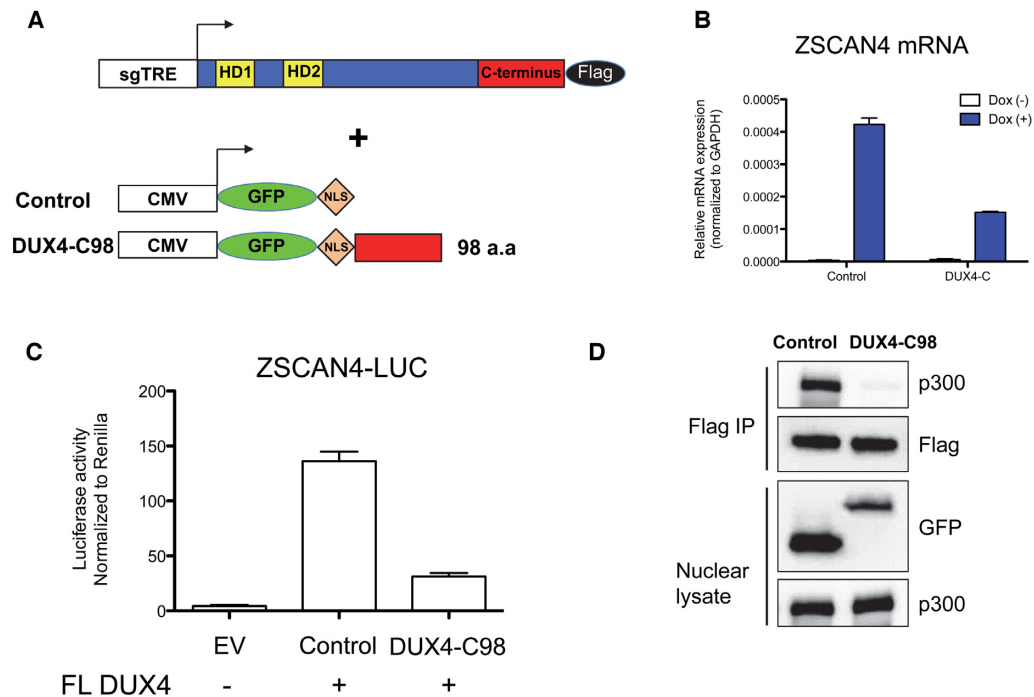 A
sgTRE HD1 HD2 C-terminus Flag
+
Control CMV GFP NLS
DUX4-C98 CMV GFP NLS 98 a.a
B
ZSCAN4 mRNA
Relative mRNA expression
(normalized to GAPDH)
0.0005
0.0004
0.0003
0.0002
0.0001
0.0000
Control DUX4-C
Dox (-)
Dox (+)
C
ZSCAN4-LUC
Luciferase activity
Normalized to Renilla
200
150
100
50
0
EV Control DUX4-C98
FL DUX4 - + +
D
Control DUX4-C98
Flag IP
p300
Flag
Nuclear
lysate
GFP
p300